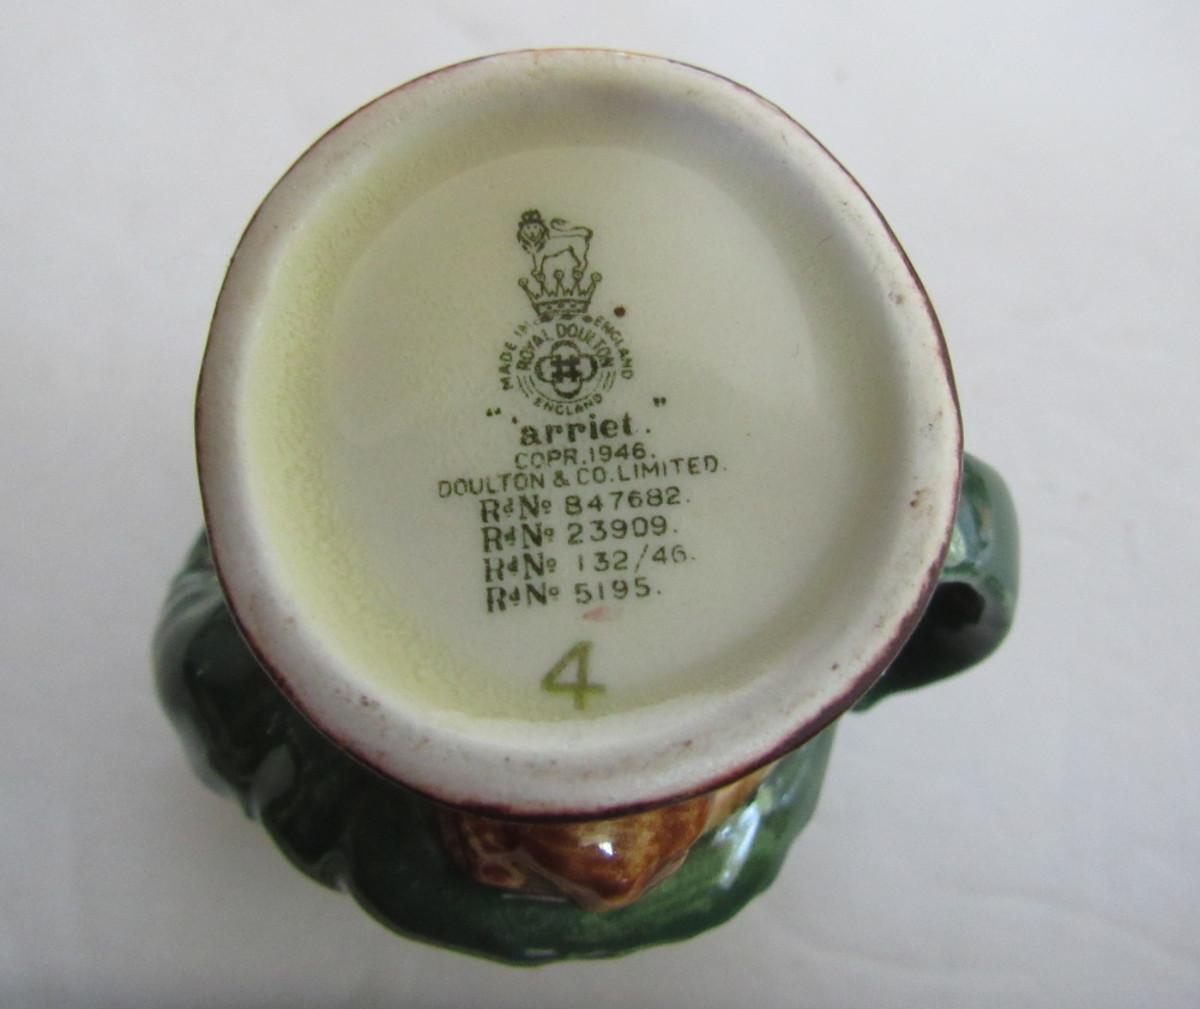 MADE IN ENGLAND
ROYAL DOULTON
ENGLAND
" 'arriet. "
COPR. 1946.
DOULTON & CO. LIMITED.
Rd No 847682.
Rd No 23909.
Rd No 132/46.
Rd No 5195.
4